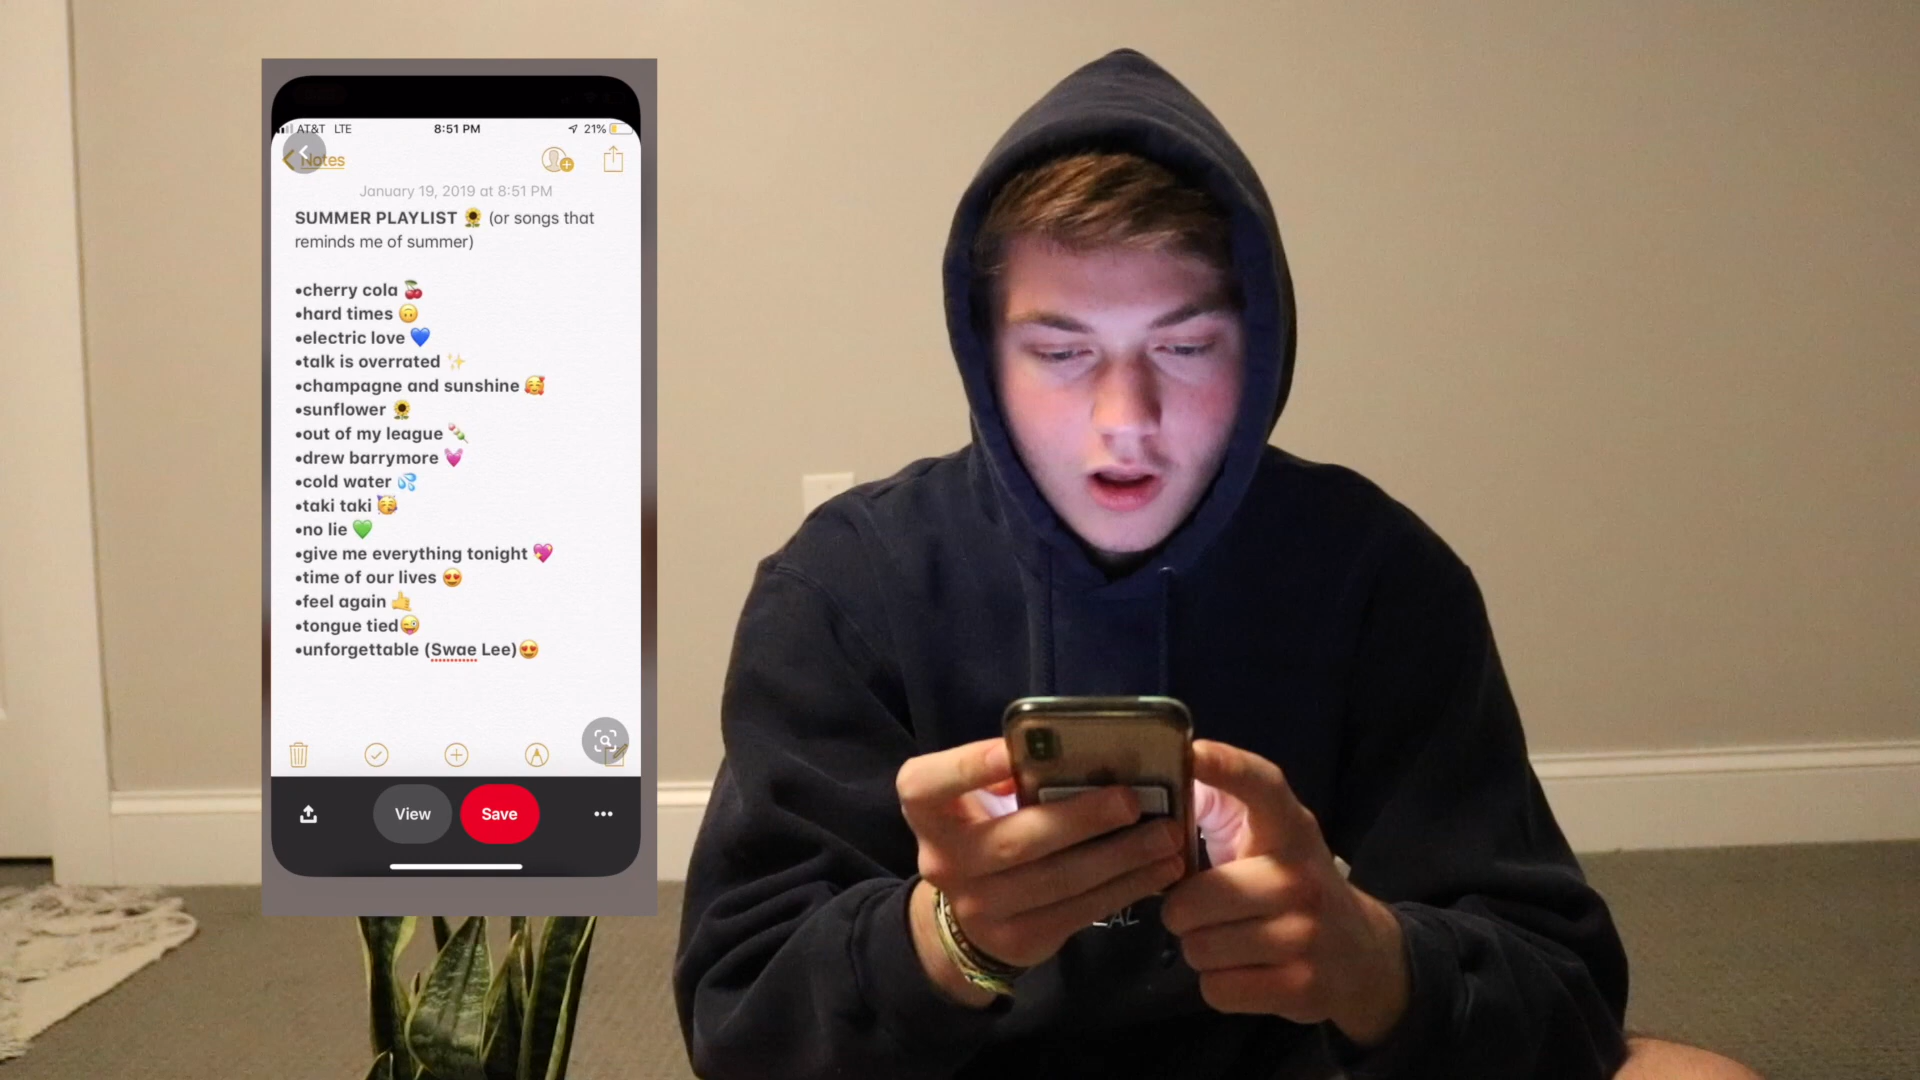 AT&T LTE 8:51 PM 21%
Notes
January 19, 2019 at 8:51 PM
SUMMER PLAYLIST 🌻 (or songs that
reminds me of summer)
•cherry cola 🍒
•hard times 🙃
•electric love 💙
•talk is overrated ✨
•champagne and sunshine 🥰
•sunflower 🌻
•out of my league 🍡
•drew barrymore 💓
•cold water 💦
•taki taki 🥳
•no lie 💚
•give me everything tonight 💖
•time of our lives 😍
•feel again 🤙
•tongue tied😜
•unforgettable (Swae Lee)😍
View Save